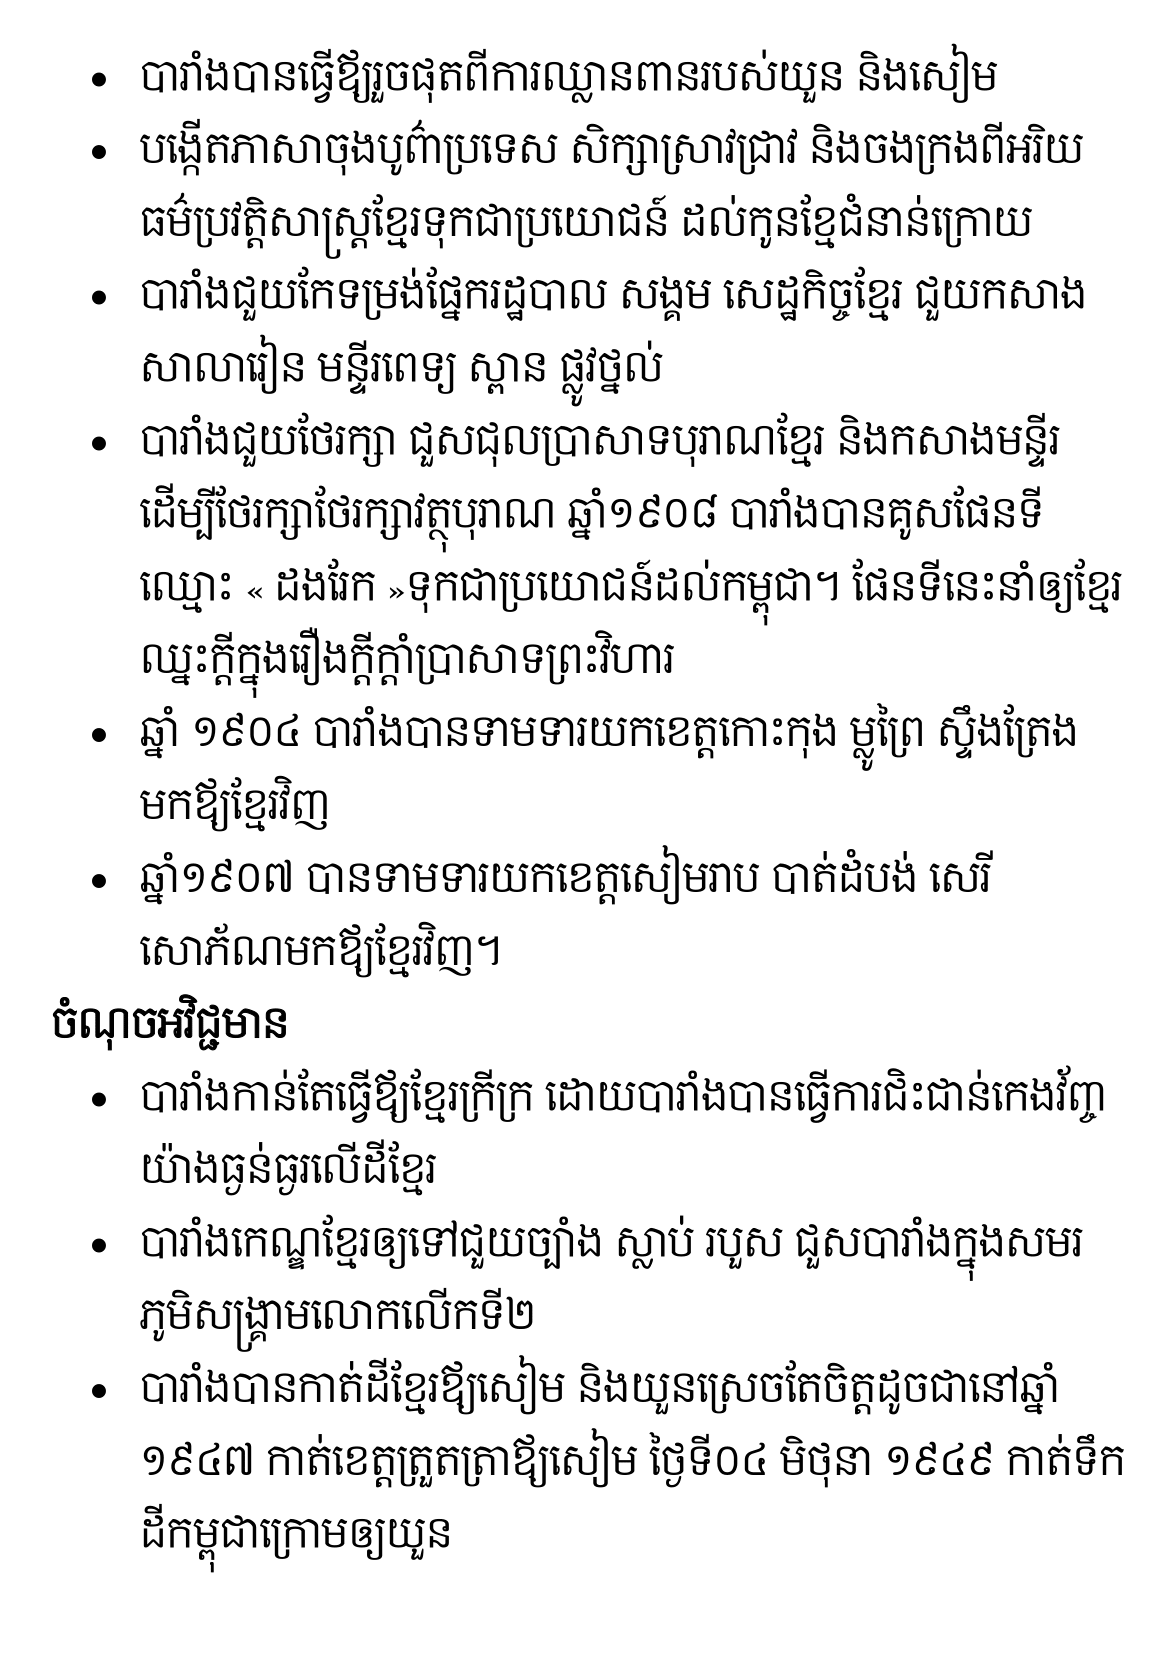 • បារាំងបានធ្វើឪ្យរួចផុតពីការឈ្លានពានរបស់យួន និងសៀម
• បង្កើតភាសាចុងបូព៌ាប្រទេស សិក្សាស្រាវជ្រាវ និងចងក្រងពីអរិយ
ធម៌ប្រវត្តិសាស្ត្រខ្មែរទុកជាប្រយោជន៍ ដល់កូនខ្មែជំនាន់ក្រោយ
• បារាំងជួយកែទម្រង់ផ្នែករដ្ឋបាល សង្គម សេដ្ឋកិច្ចខ្មែរ ជួយកសាង
សាលារៀន មន្ទីរពេទ្យ ស្ពាន ផ្លូវថ្នល់
• បារាំងជួយថែរក្សា ជួសជុលប្រាសាទបុរាណខ្មែរ និងកសាងមន្ទីរ
ដើម្បីថែរក្សាថែរក្សាវត្ថុបុរាណ ឆ្នាំ១៩០៨ បារាំងបានគូសផែនទី
ឈ្មោះ « ដងរែក »ទុកជាប្រយោជន៍ដល់កម្ពុជា។ ផែនទីនេះនាំឲ្យខ្មែរ
ឈ្នះក្តីក្នុងរឿងក្តីក្តាំប្រាសាទព្រះវិហារ
• ឆ្នាំ ១៩០៤ បារាំងបានទាមទារយកខេត្តកោះកុង ម្លូព្រៃ ស្ទឹងត្រែង
មកឪ្យខ្មែរវិញ
• ឆ្នាំ១៩០៧ បានទាមទារយកខេត្តសៀមរាប បាត់ដំបង់ សេរី
សោភ័ណមកឪ្យខ្មែរវិញ។
ចំណុចអវិជ្ជមាន
• បារាំងកាន់តែធ្វើឪ្យខ្មែរក្រីក្រ ដោយបារាំងបានធ្វើការជិះជាន់កេងវ័ញ្ច
យ៉ាងធ្ងន់ធ្ងរលើដីខ្មែរ
• បារាំងកេណ្ឌខ្មែរឲ្យទៅជួយច្បាំង ស្លាប់ របួស ជួសបារាំងក្នុងសមរ
ភូមិសង្គ្រាមលោកលើកទី២
• បារាំងបានកាត់ដីខ្មែរឪ្យសៀម និងយួនស្រេចតែចិត្តដូចជានៅឆ្នាំ
១៩៤៧ កាត់ខេត្តត្រួតត្រាឪ្យសៀម ថ្ងៃទី០៤ មិថុនា ១៩៤៩ កាត់ទឹក
ដីកម្ពុជាក្រោមឲ្យយួន